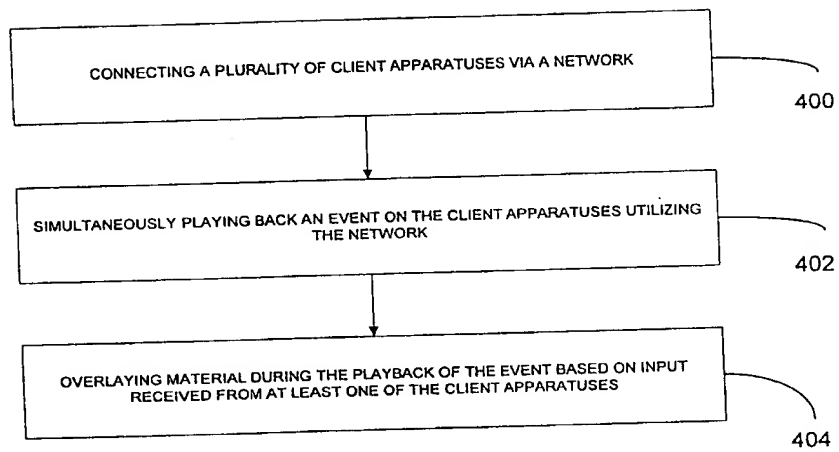 CONNECTING A PLURALITY OF CLIENT APPARATUSES VIA A NETWORK
400
SIMULTANEOUSLY PLAYING BACK AN EVENT ON THE CLIENT APPARATUSES UTILIZING
THE NETWORK
402
OVERLAYING MATERIAL DURING THE PLAYBACK OF THE EVENT BASED ON INPUT
RECEIVED FROM AT LEAST ONE OF THE CLIENT APPARATUSES
404